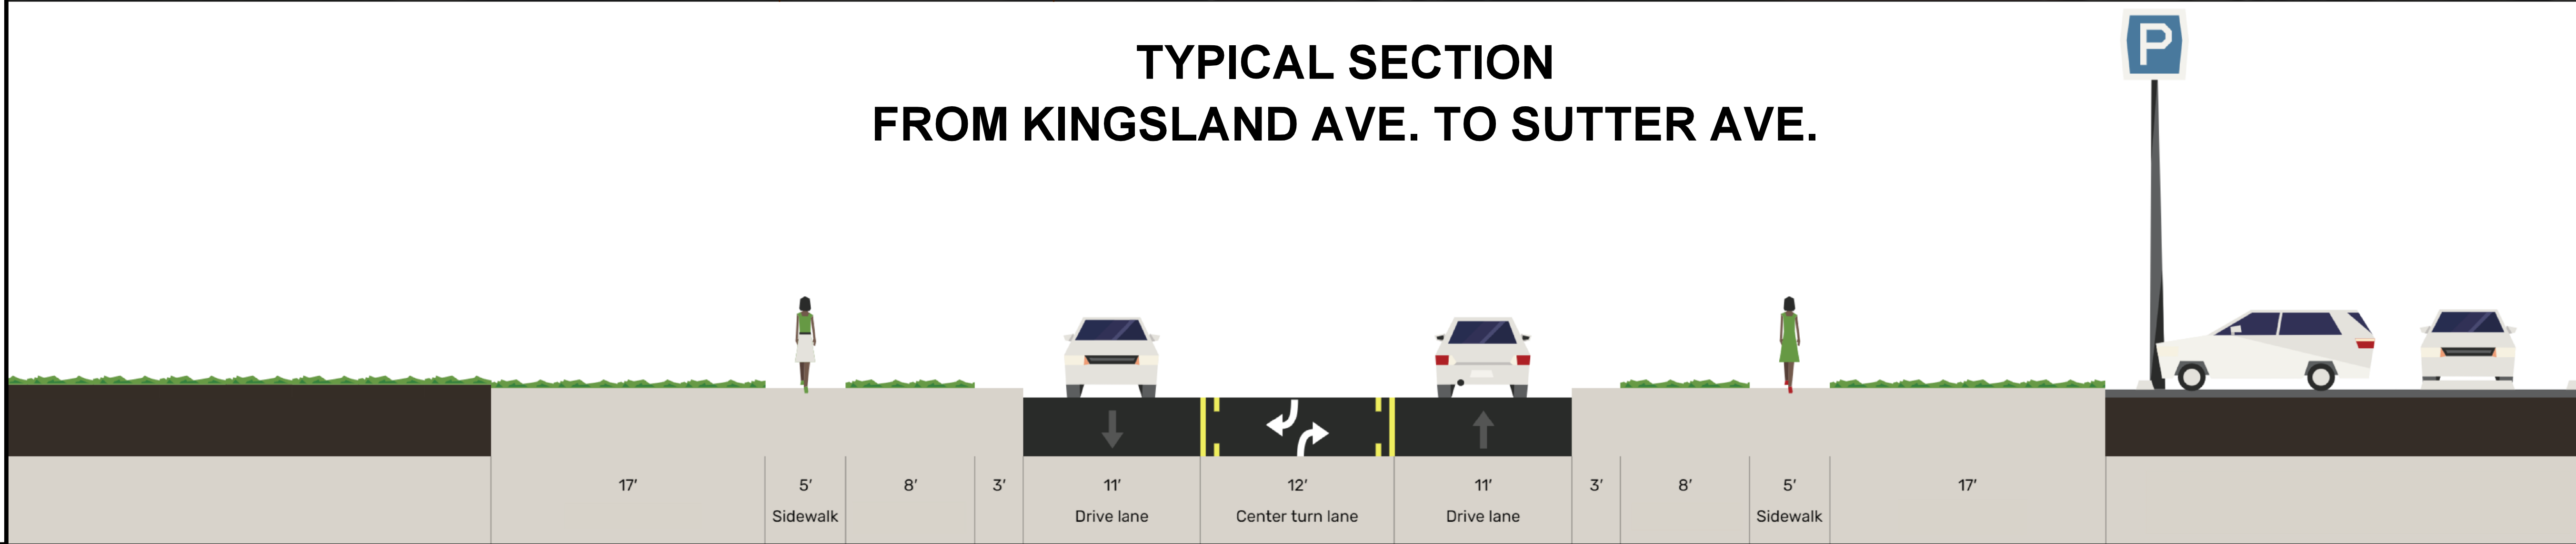 TYPICAL SECTION
FROM KINGSLAND AVE. TO SUTTER AVE.
P
17' 5' 8' 3' 11' 12' 11' 3' 8' 5' 17'
Sidewalk Drive lane Center turn lane Drive lane Sidewalk